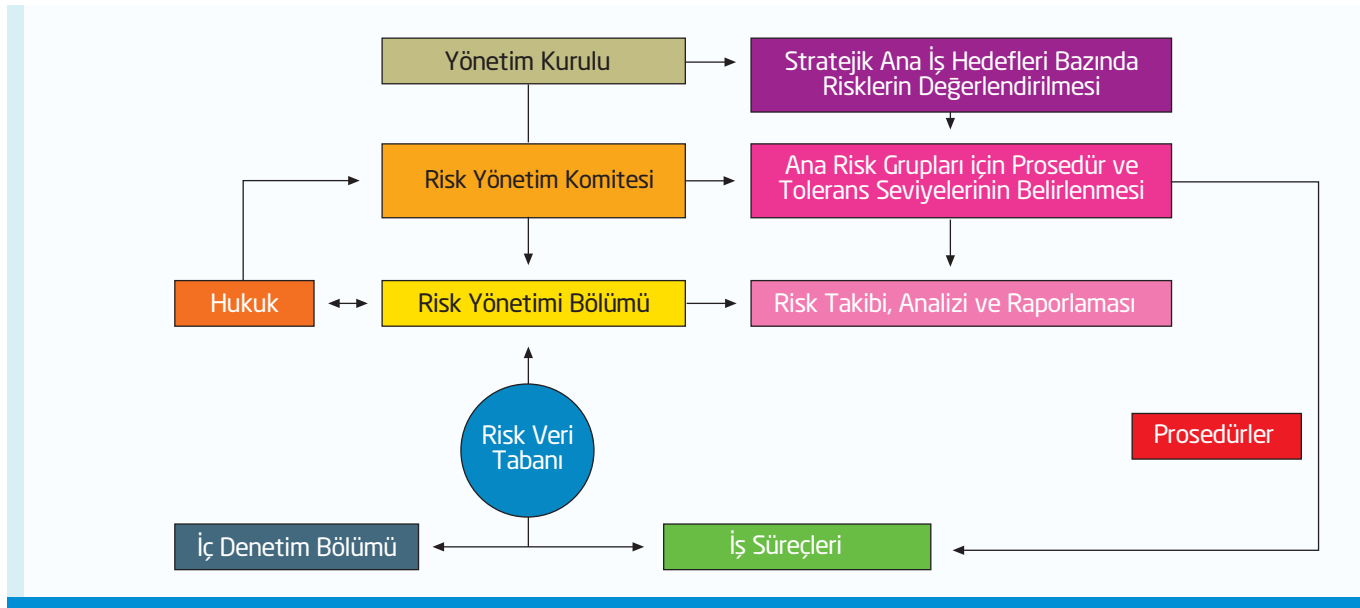 Yönetim Kurulu
Stratejik Ana İş Hedefleri Bazında
Risklerin Değerlendirilmesi
Risk Yönetim Komitesi
Ana Risk Grupları için Prosedür ve
Tolerans Seviyelerinin Belirlenmesi
Hukuk
Risk Yönetimi Bölümü
Risk Takibi, Analizi ve Raporlaması
Risk Veri
Tabanı
Prosedürler
İç Denetim Bölümü
İş Süreçleri